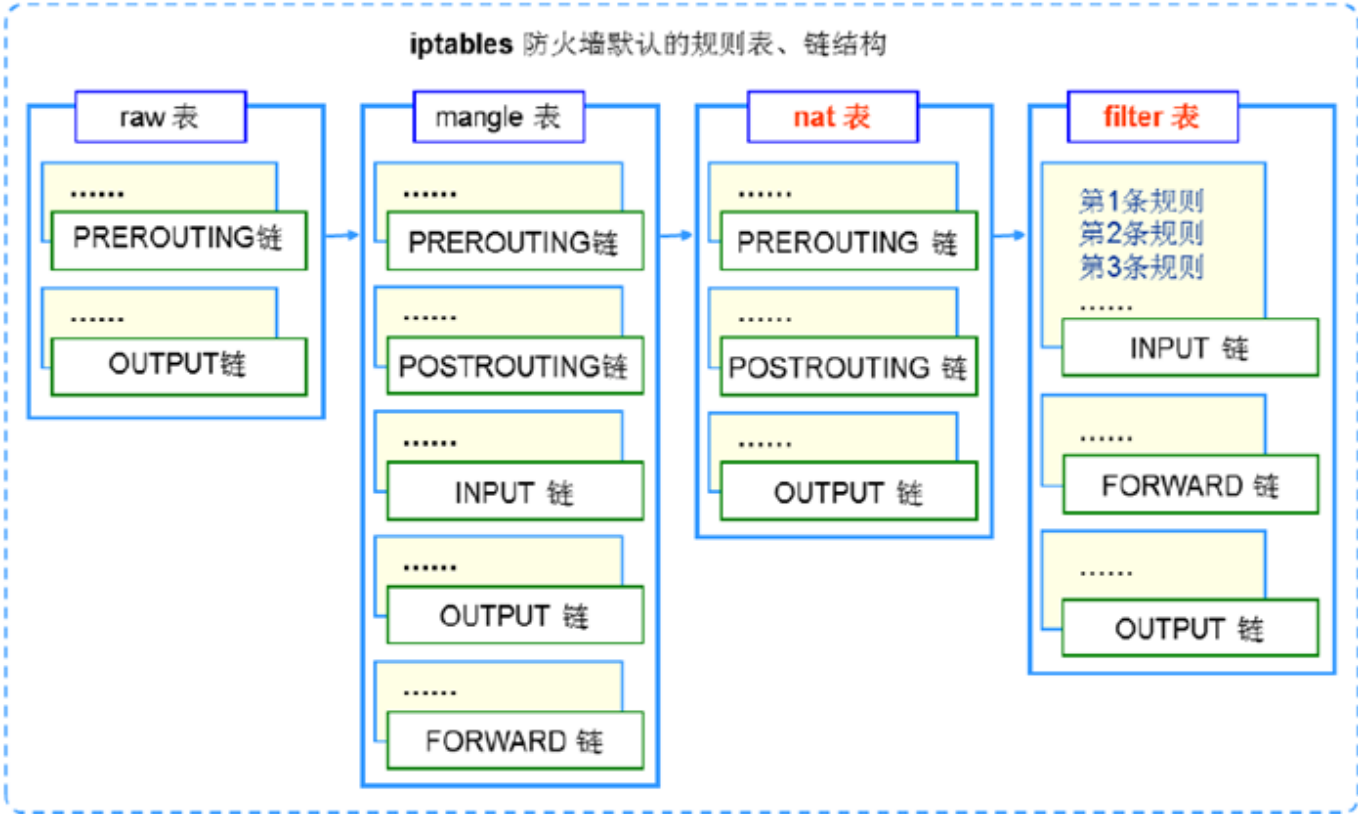 iptables 防火墙默认的规则表、链结构
raw 表
......
PREROUTING链
......
OUTPUT链
mangle 表
......
PREROUTING链
......
POSTROUTING链
......
INPUT 链
......
OUTPUT 链
......
FORWARD 链
nat 表
......
PREROUTING 链
......
POSTROUTING 链
......
OUTPUT 链
filter 表
第1条规则
第2条规则
第3条规则
......
INPUT 链
......
FORWARD 链
......
OUTPUT 链